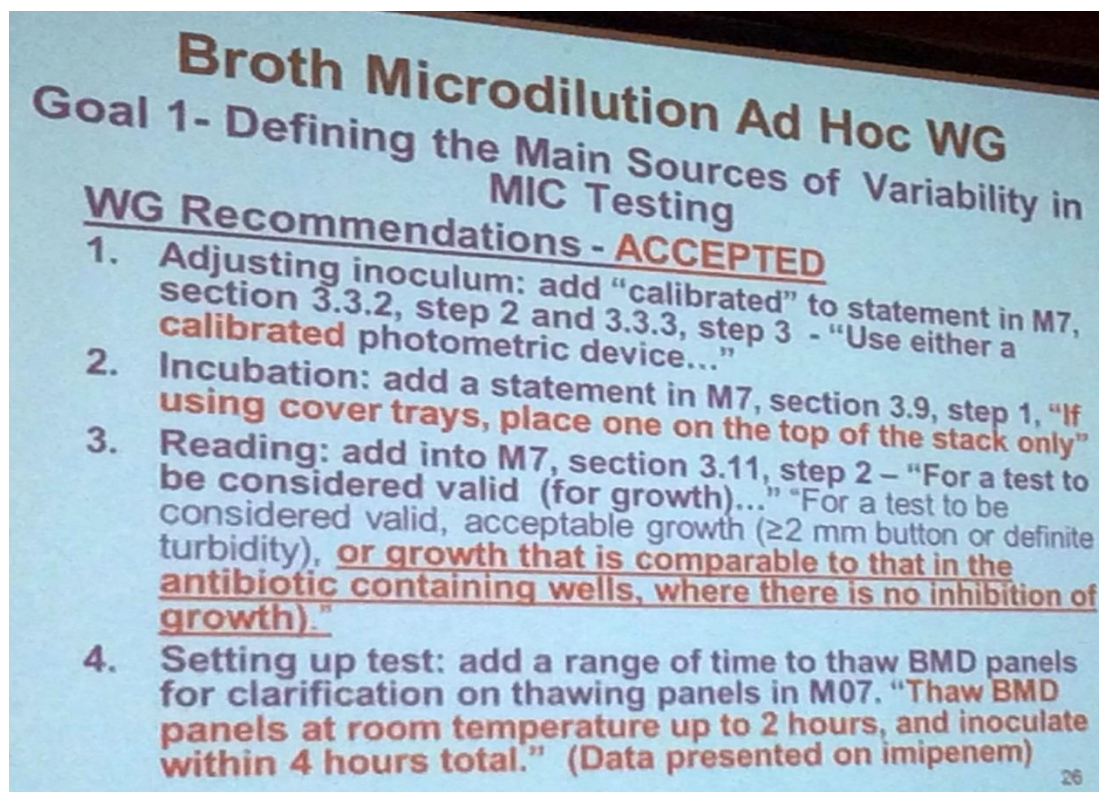 Broth Microdilution Ad Hoc WG
Goal 1- Defining the Main Sources of Variability in
MIC Testing
WG Recommendations - ACCEPTED
1. Adjusting inoculum: add “calibrated” to statement in M7,
section 3.3.2, step 2 and 3.3.3, step 3 - “Use either a
calibrated photometric device...”
2. Incubation: add a statement in M7, section 3.9, step 1, “If
using cover trays, place one on the top of the stack only”
3. Reading: add into M7, section 3.11, step 2 – “For a test to
be considered valid (for growth)...” “For a test to be
considered valid, acceptable growth (≥2 mm button or definite
turbidity), or growth that is comparable to that in the
antibiotic containing wells, where there is no inhibition of
growth).”
4. Setting up test: add a range of time to thaw BMD panels
for clarification on thawing panels in M07. “Thaw BMD
panels at room temperature up to 2 hours, and inoculate
within 4 hours total.” (Data presented on imipenem)
26